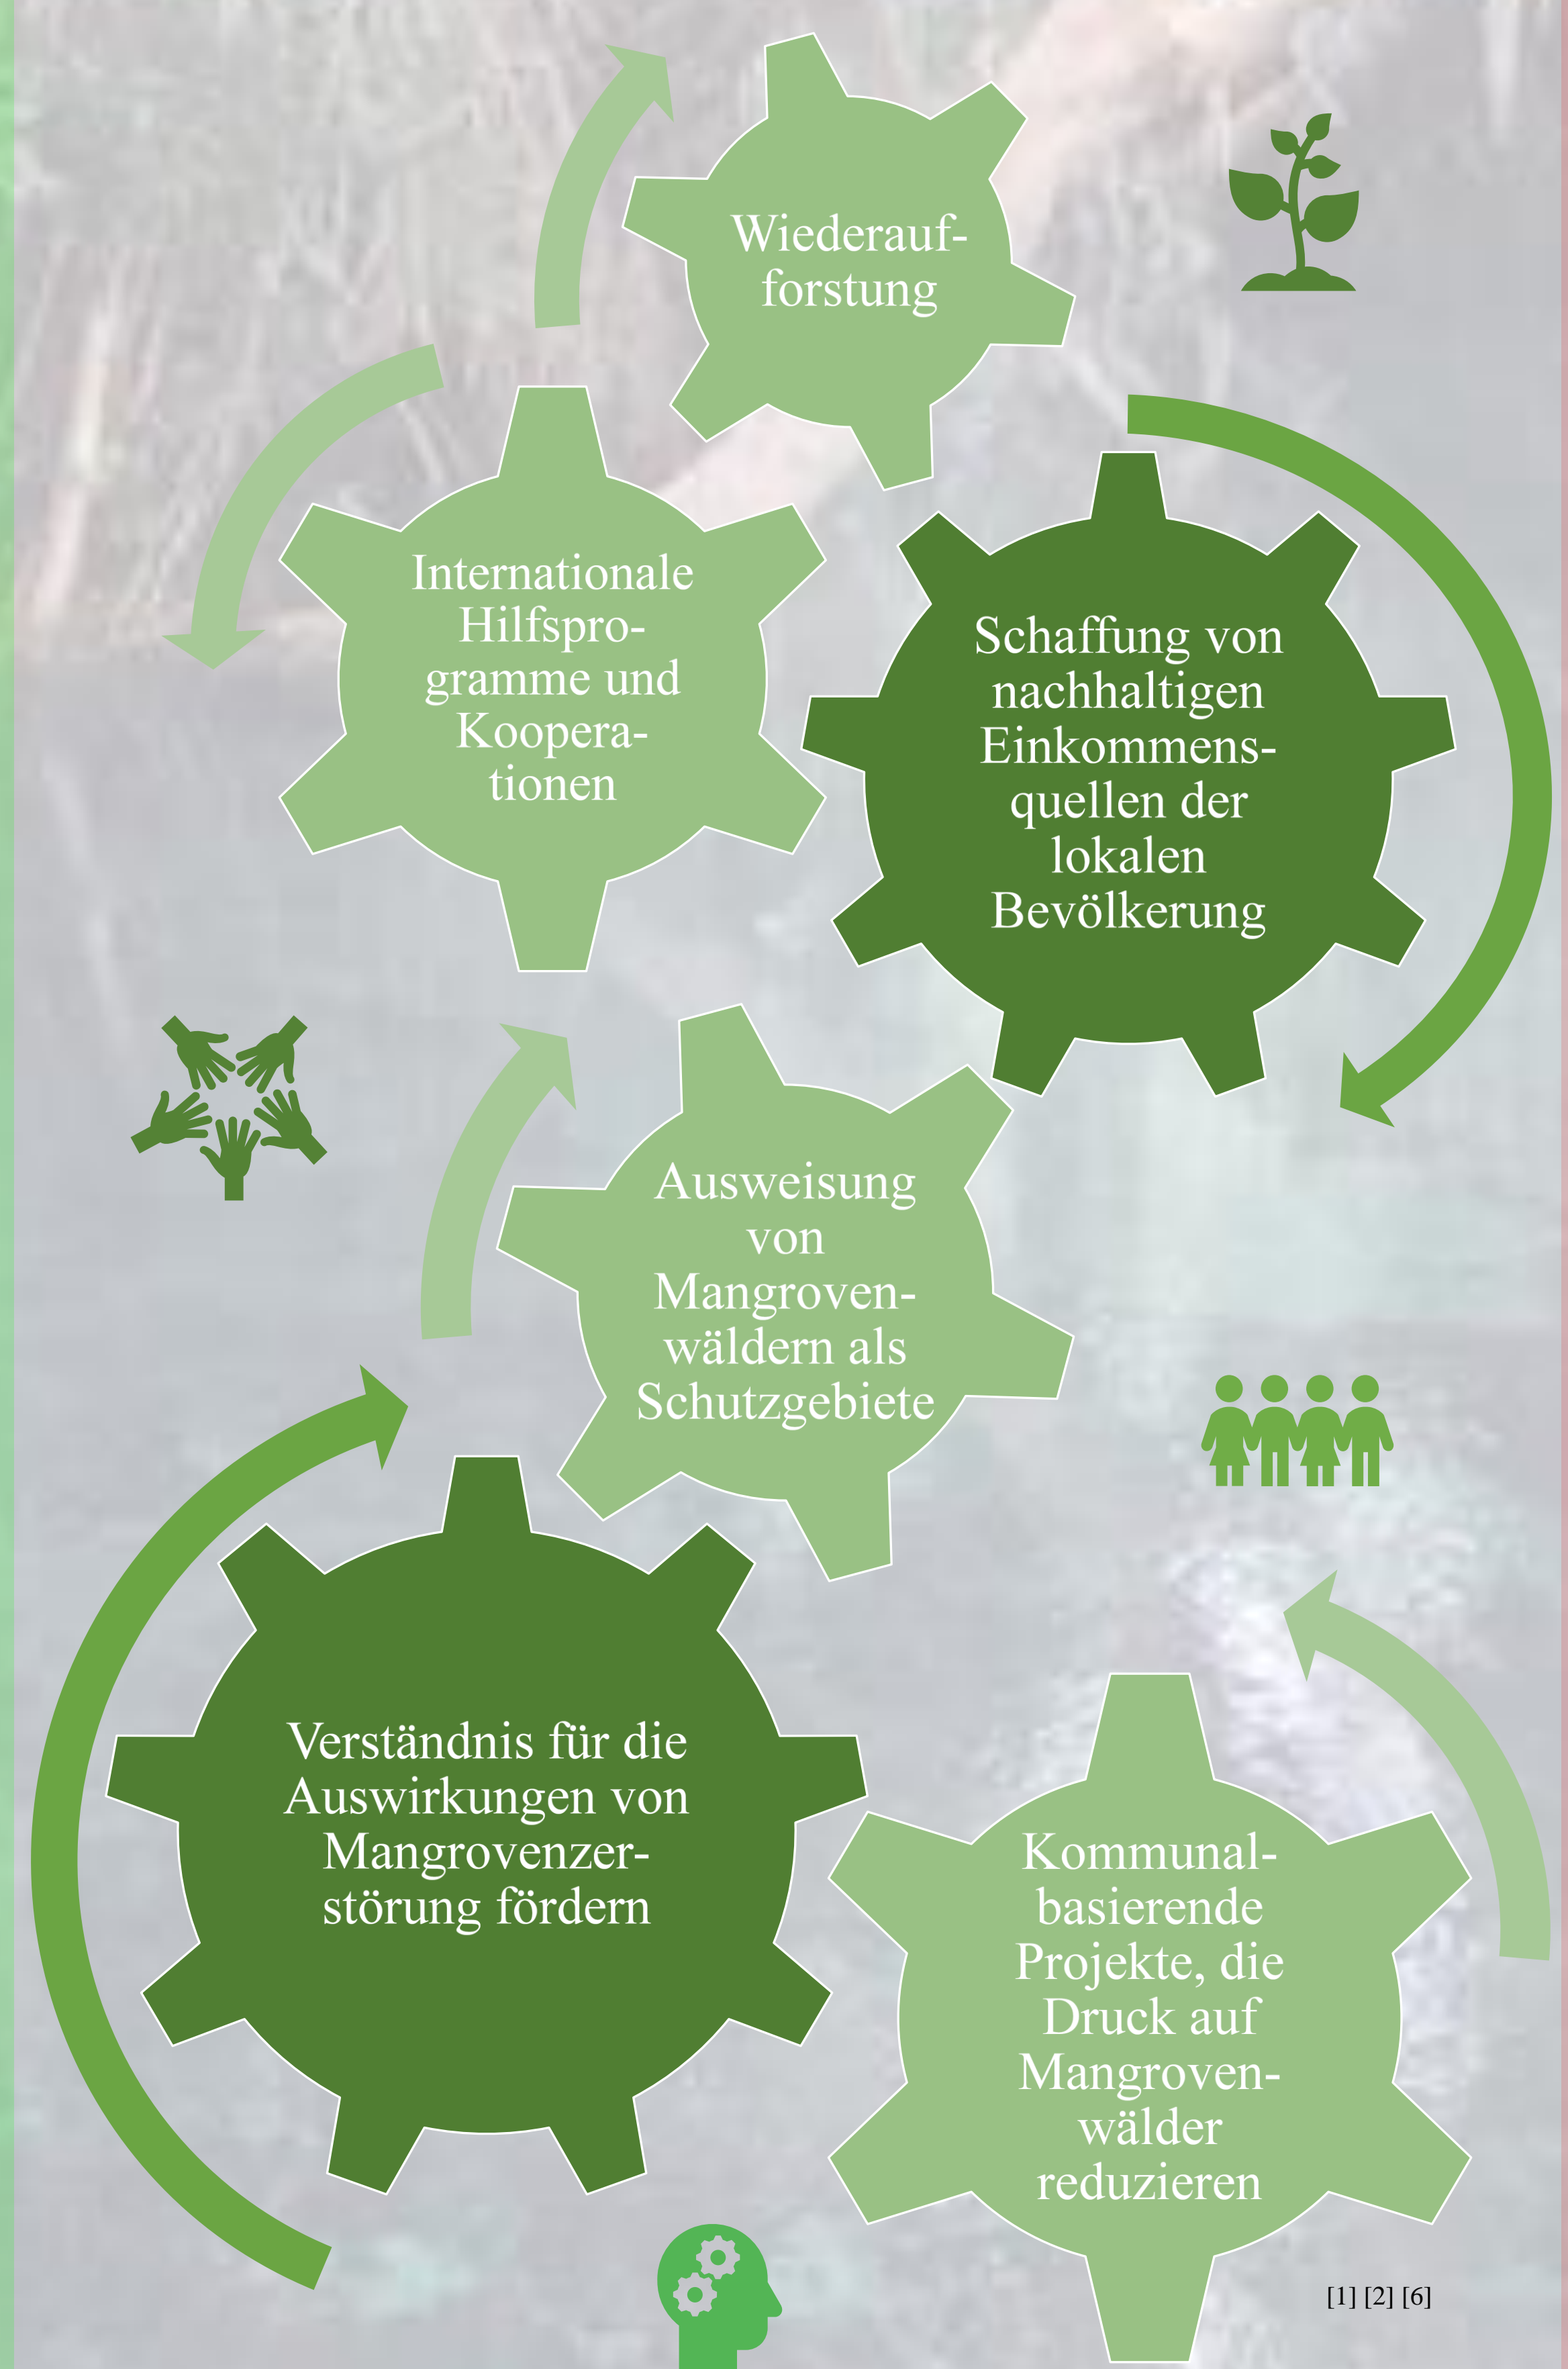 Wiederauf-
forstung
Internationale
Hilfspro-
gramme und
Koopera-
tionen
Schaffung von
nachhaltigen
Einkommens-
quellen der
lokalen
Bevölkerung
Ausweisung
von
Mangroven-
wäldern als
Schutzgebiete
Verständnis für die
Auswirkungen von
Mangrovenzer-
störung fördern
Kommunal-
basierende
Projekte, die
Druck auf
Mangroven-
wälder
reduzieren
[1] [2] [6]